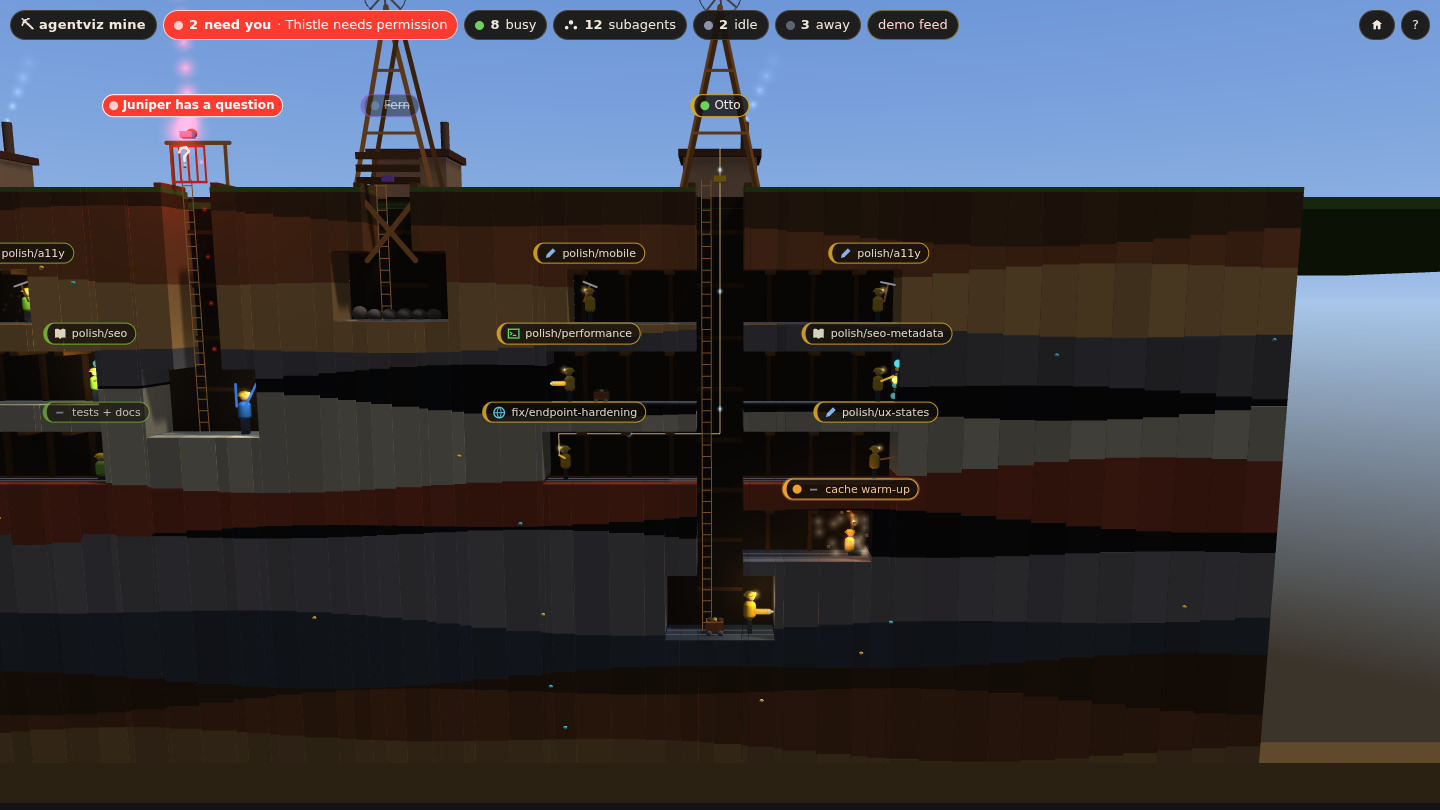 agentviz mine
2 need you · Thistle needs permission
8 busy
12 subagents
2 idle
3 away
demo feed
?
Juniper has a question
Fern
Otto
?
polish/a11y
polish/mobile
polish/a11y
polish/seo
polish/performance
polish/seo-metadata
tests + docs
fix/endpoint-hardening
polish/ux-states
cache warm-up